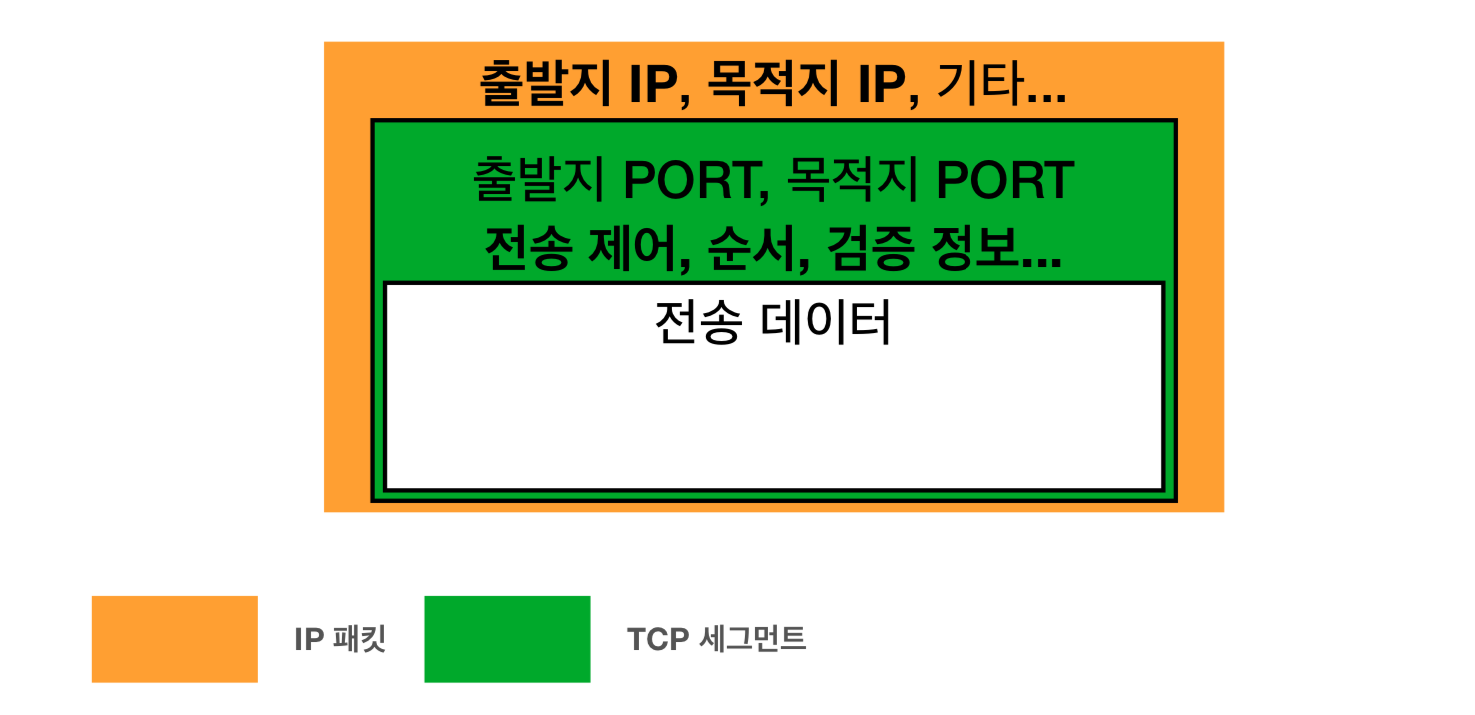 출발지 IP, 목적지 IP, 기타...
출발지 PORT, 목적지 PORT
전송 제어, 순서, 검증 정보...
전송 데이터
IP 패킷
TCP 세그먼트